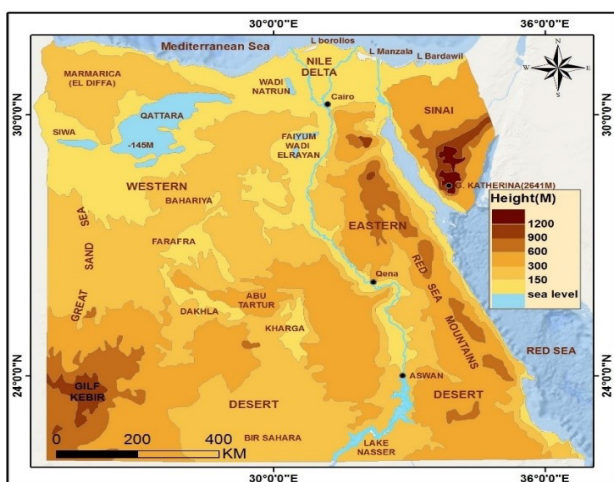 30°0'0"E
36°0'0"E
Mediterranean Sea
L borollos
L Manzala
L Bardawil
N
W
E
S
MARMARICA
(EL DIFFA)
NILE
DELTA
WADI
NATRUN
Cairo
SINAI
30°0'0"N
30°0'0"N
QATTARA
SIWA
-145M
FAIYUM
WADI
ELRAYAN
G. KATHERINA(2641M)
WESTERN
BAHARIYA
Height(M)
1200
900
600
300
150
sea level
GREAT SAND SEA
FARAFRA
EASTERN
RED SEA MOUNTAINS
Qena
ABU
TARTUR
DAKHLA
KHARGA
RED SEA
24°0'0"N
24°0'0"N
GILF
KEBIR
ASWAN
DESERT
DESERT
BIR SAHARA
LAKE
NASSER
0 200 400
KM
30°0'0"E
36°0'0"E